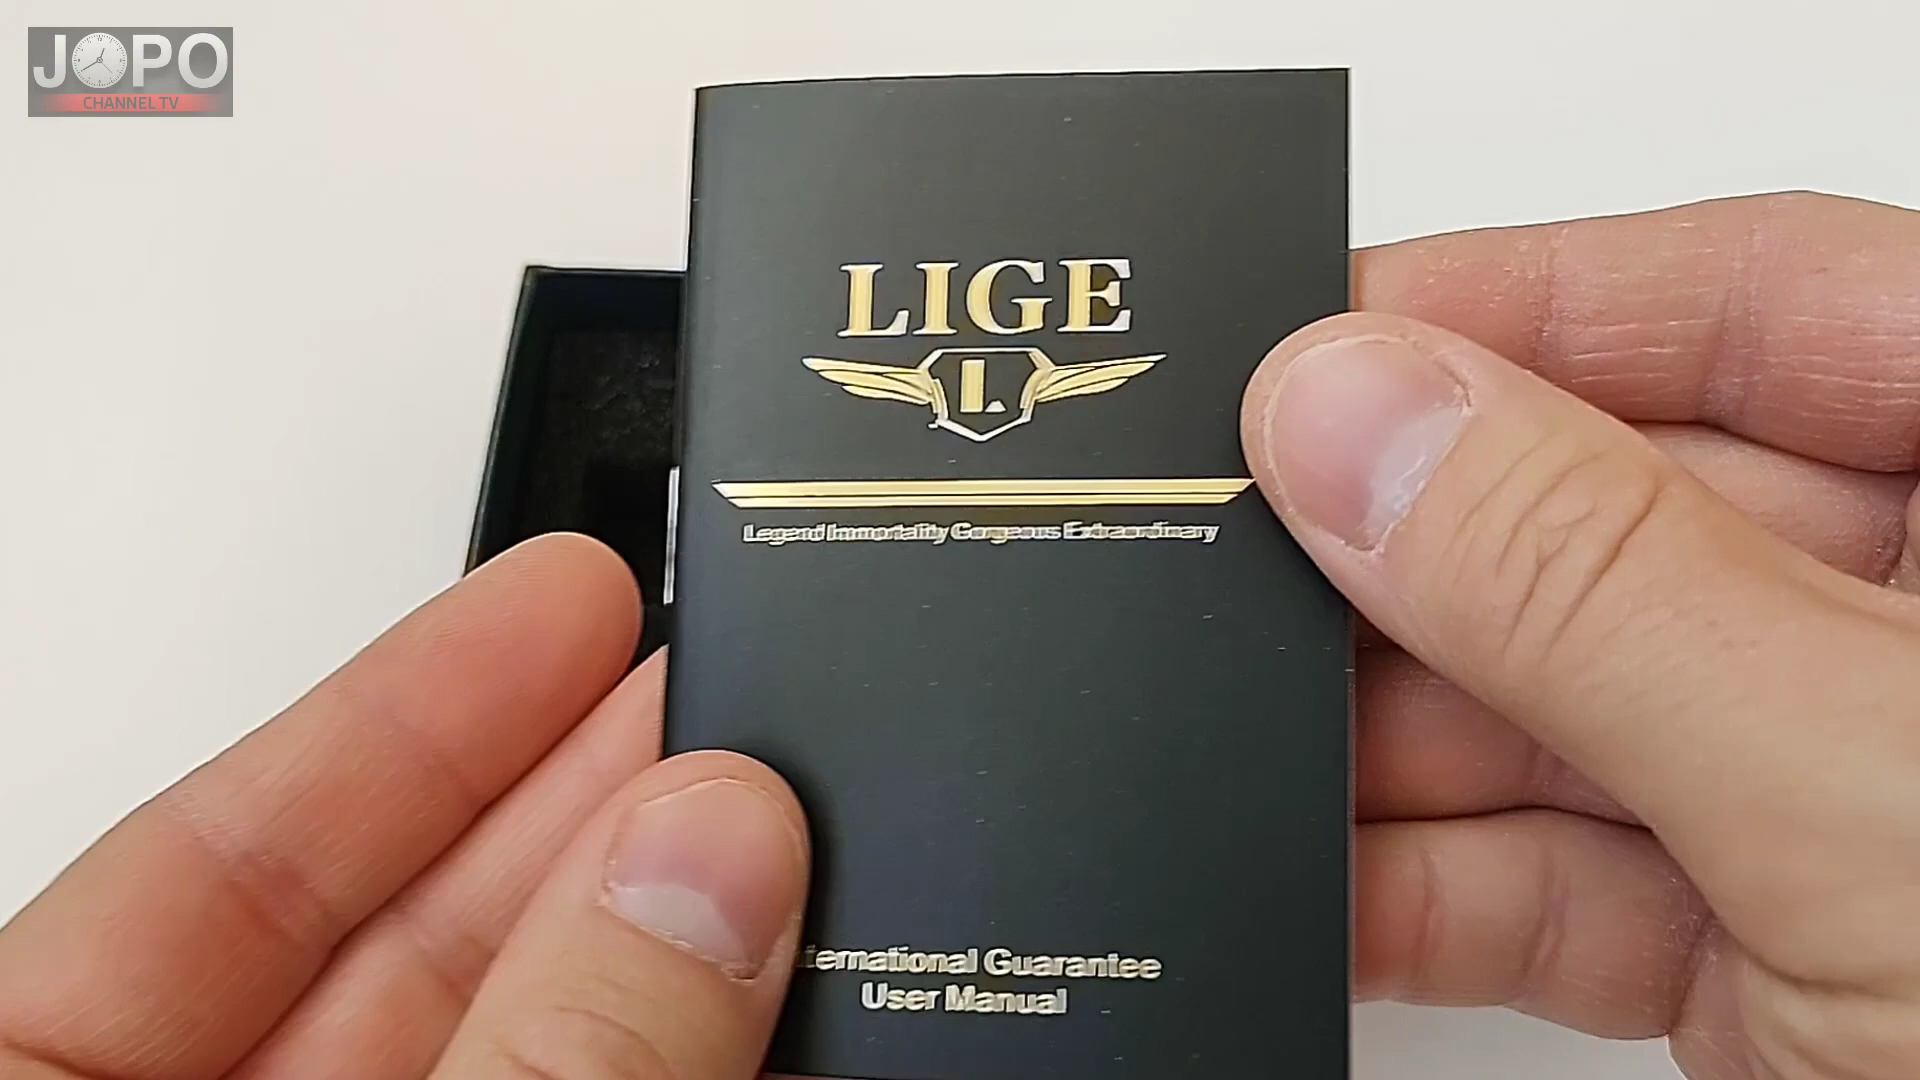 JOPO
CHANNEL TV
LIGE
L
Legend Immortality Gorgeous Extraordinary
International Guarantee
User Manual